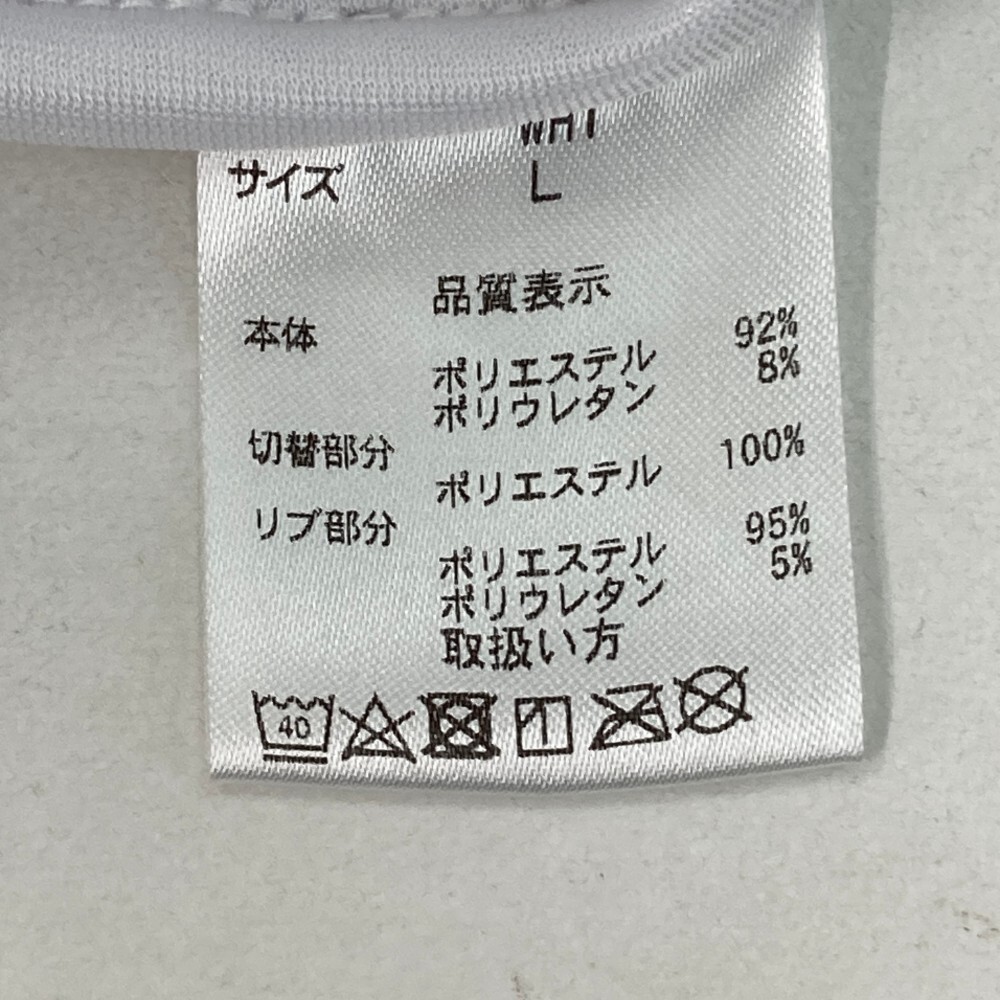 WHT
サイズ L
品質表示
本体
ポリエステル 92%
ポリウレタン 8%
切替部分
ポリエステル 100%
リブ部分
ポリエステル 95%
ポリウレタン 5%
取扱い方
40